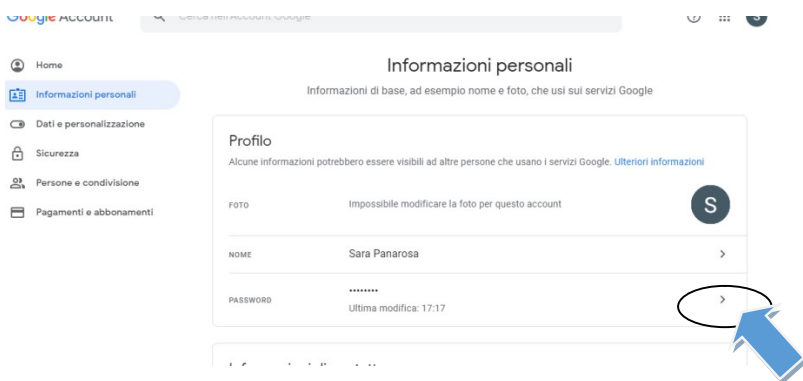 Google Account
Cerca nell'Account Google
S
Home
Informazioni personali
Dati e personalizzazione
Sicurezza
Persone e condivisione
Pagamenti e abbonamenti
Informazioni personali
Informazioni di base, ad esempio nome e foto, che usi sui servizi Google
Profilo
Alcune informazioni potrebbero essere visibili ad altre persone che usano i servizi Google. Ulteriori informazioni
FOTO
Impossibile modificare la foto per questo account
S
NOME
Sara Panarosa
PASSWORD
••••••••
Ultima modifica: 17:17